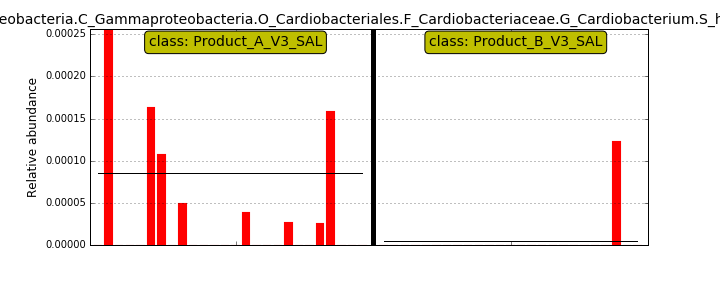 eobacteria.C_Gammaproteobacteria.O_Cardiobacteriales.F_Cardiobacteriaceae.G_Cardiobacterium.S_h
class: Product_A_V3_SAL class: Product_B_V3_SAL
Relative abundance
0.00025
0.00020
0.00015
0.00010
0.00005
0.00000